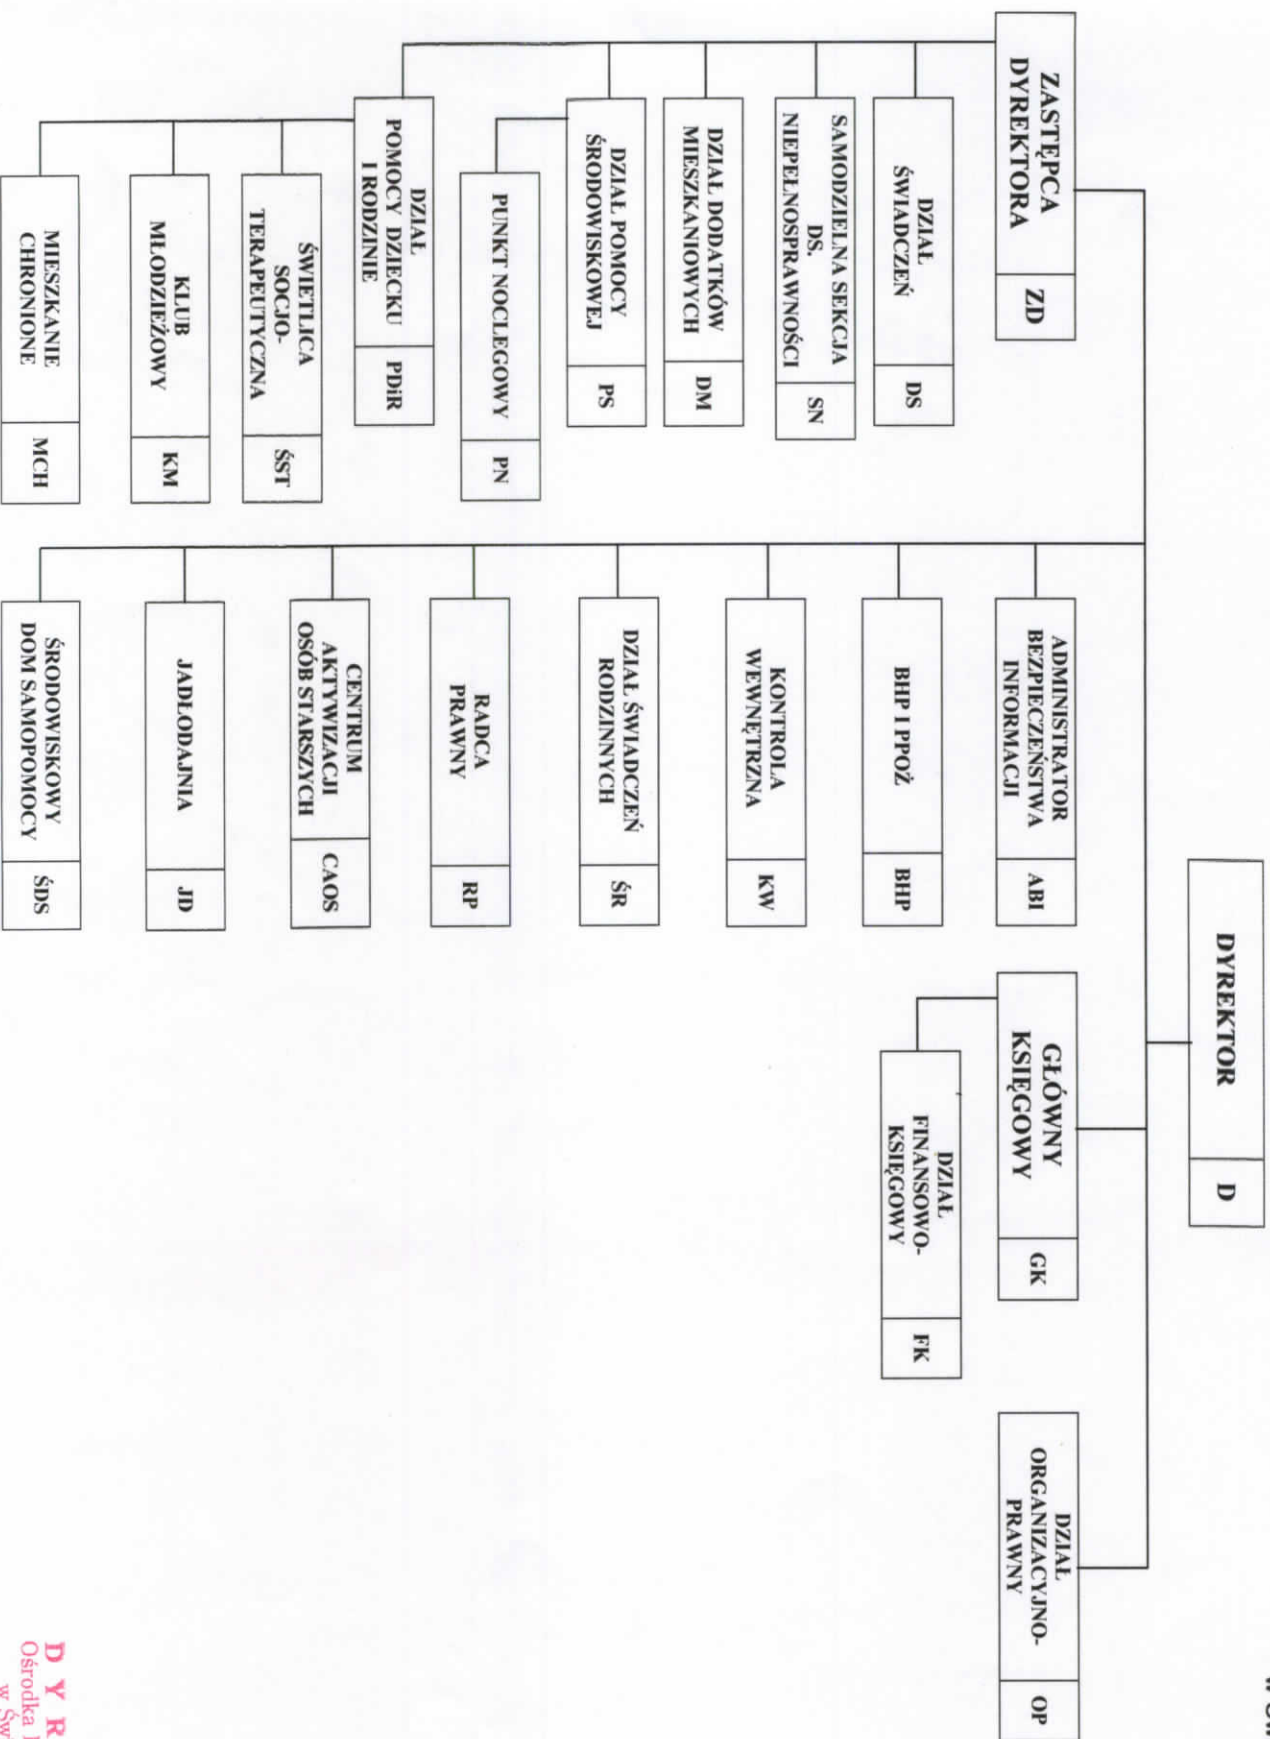 DYREKTOR
D
ZASTĘPCA
DYREKTORA
ZD
DZIAŁ
ŚWIADCZEŃ
DS
SAMODZIELNA SEKCJA
DS.
NIEPEŁNOSPRAWNOŚCI
SN
DZIAŁ DODATKÓW
MIESZKANIOWYCH
DM
DZIAŁ POMOCY
ŚRODOWISKOWEJ
PS
PUNKT NOCLEGOWY
PN
DZIAŁ
POMOCY DZIECKU
I RODZINIE
PDiR
ŚWIETLICA
SOCJO-
TERAPEUTYCZNA
ŚST
KLUB
MŁODZIEŻOWY
KM
MIESZKANIE
CHRONIONE
MCH
ADMINISTRATOR
BEZPIECZEŃSTWA
INFORMACJI
ABI
BHP I PPOŻ
BHP
KONTROLA
WEWNĘTRZNA
KW
DZIAŁ ŚWIADCZEŃ
RODZINNYCH
ŚR
RADCA
PRAWNY
RP
CENTRUM
AKTYWIZACJI
OSÓB STARSZYCH
CAOS
JADŁODAJNIA
JD
ŚRODOWISKOWY
DOM SAMOPOMOCY
ŚDS
GŁÓWNY
KSIĘGOWY
GK
DZIAŁ
FINANSOWO-
KSIĘGOWY
FK
DZIAŁ
ORGANIZACYJNO-
PRAWNY
OP
D Y R
Ośrodka
w Św